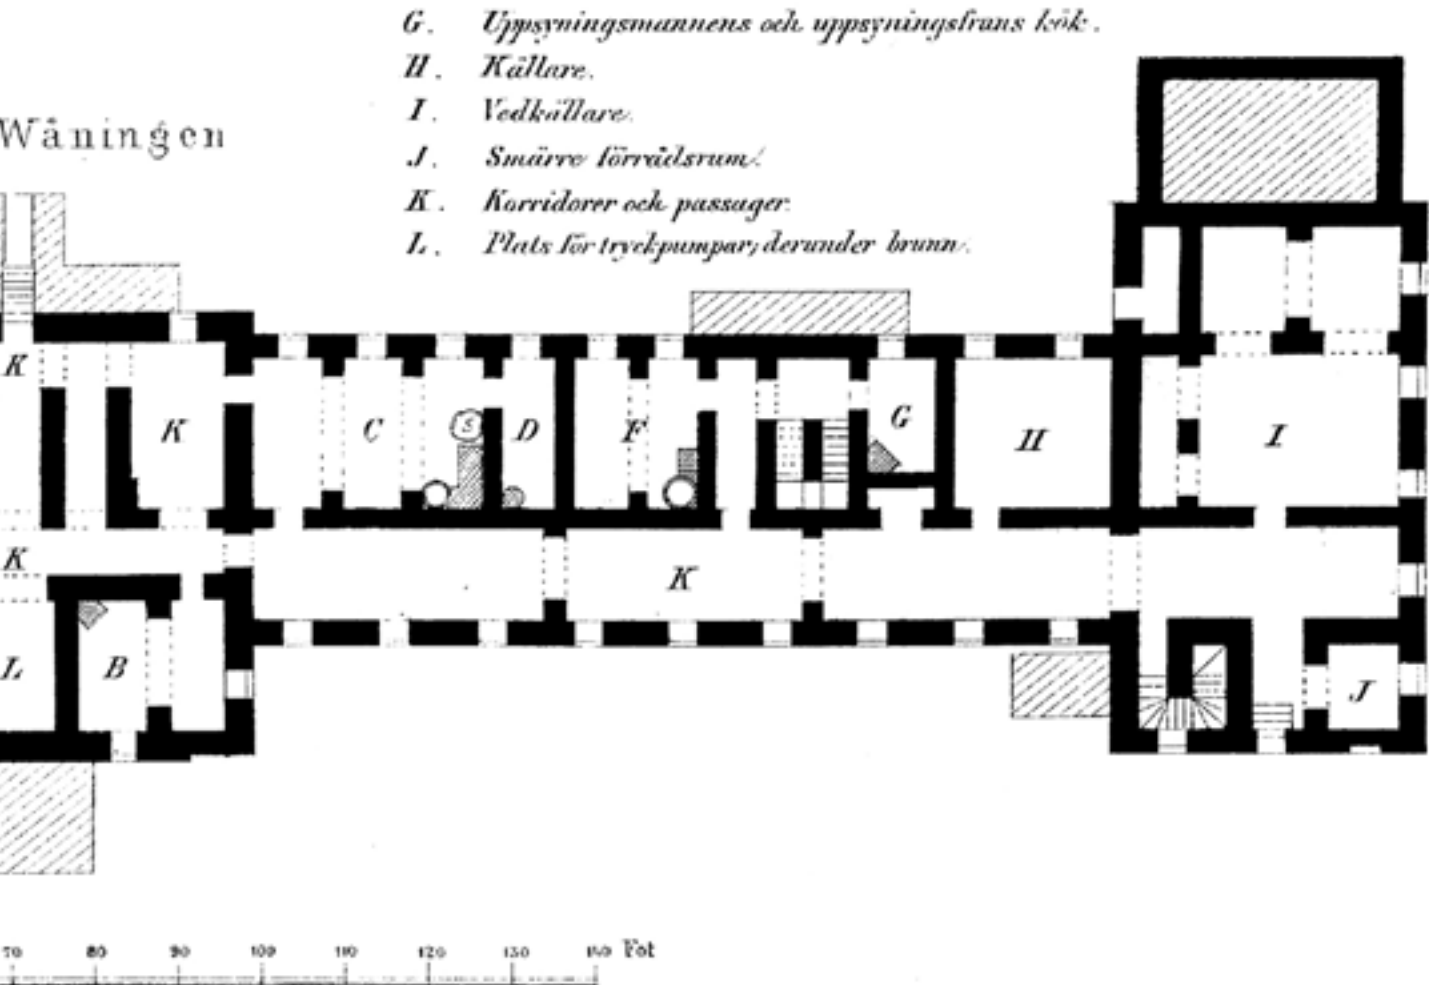 G. Uppsyningsmannens och uppsyningsfrans kök.
H. Källare.
I. Vedkällare.
J. Smärre förrådsrum.
K. Korridorer och passager.
L. Plats för tryckpumpar; derunder brunn.
Wåningen
K
K
C
S
D
F
G
H
I
K
K
L
B
J
70 80 90 100 110 120 130 140 Fot